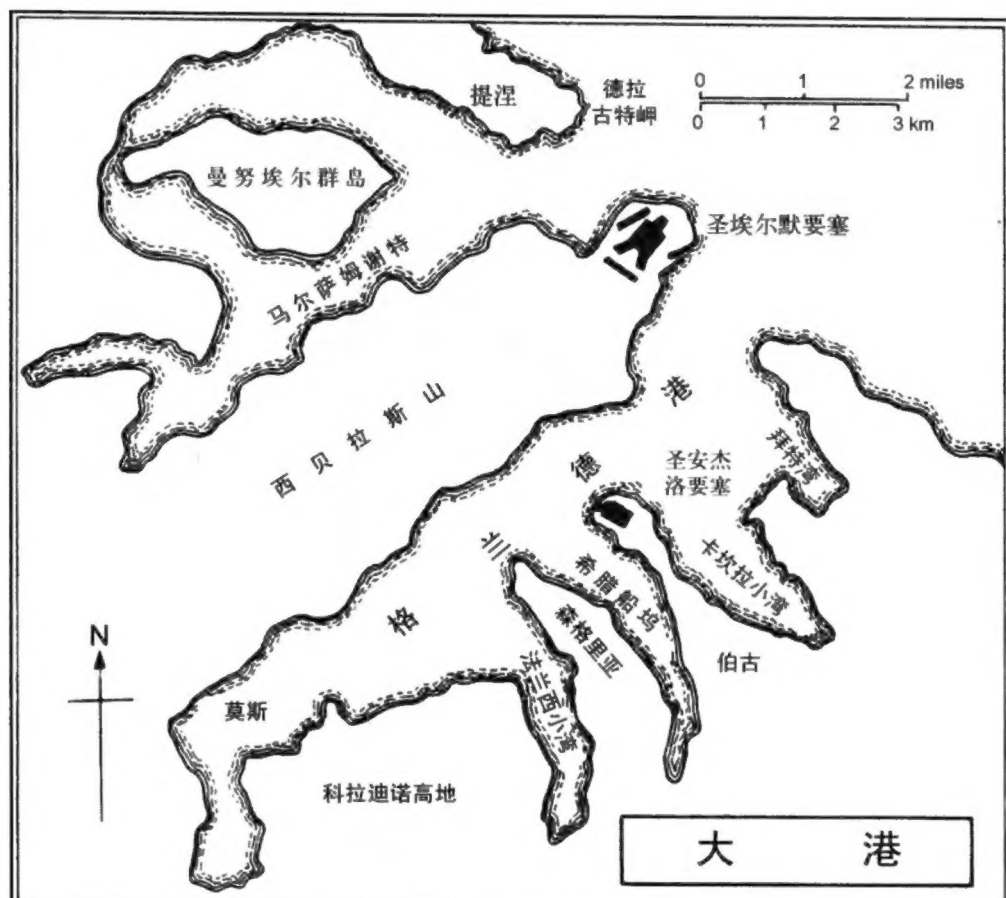 提涅
德拉
古特岬
0 1 2 miles
0 1 2 3 km
曼努埃尔群岛
圣埃尔默要塞
马尔萨姆谢特
西贝拉斯山
格兰德港
圣安杰
洛要塞
拜特湾
卡坎拉小湾
希腊船坞
森格里亚
法兰西小湾
伯古
N
莫斯
科拉迪诺高地
大港